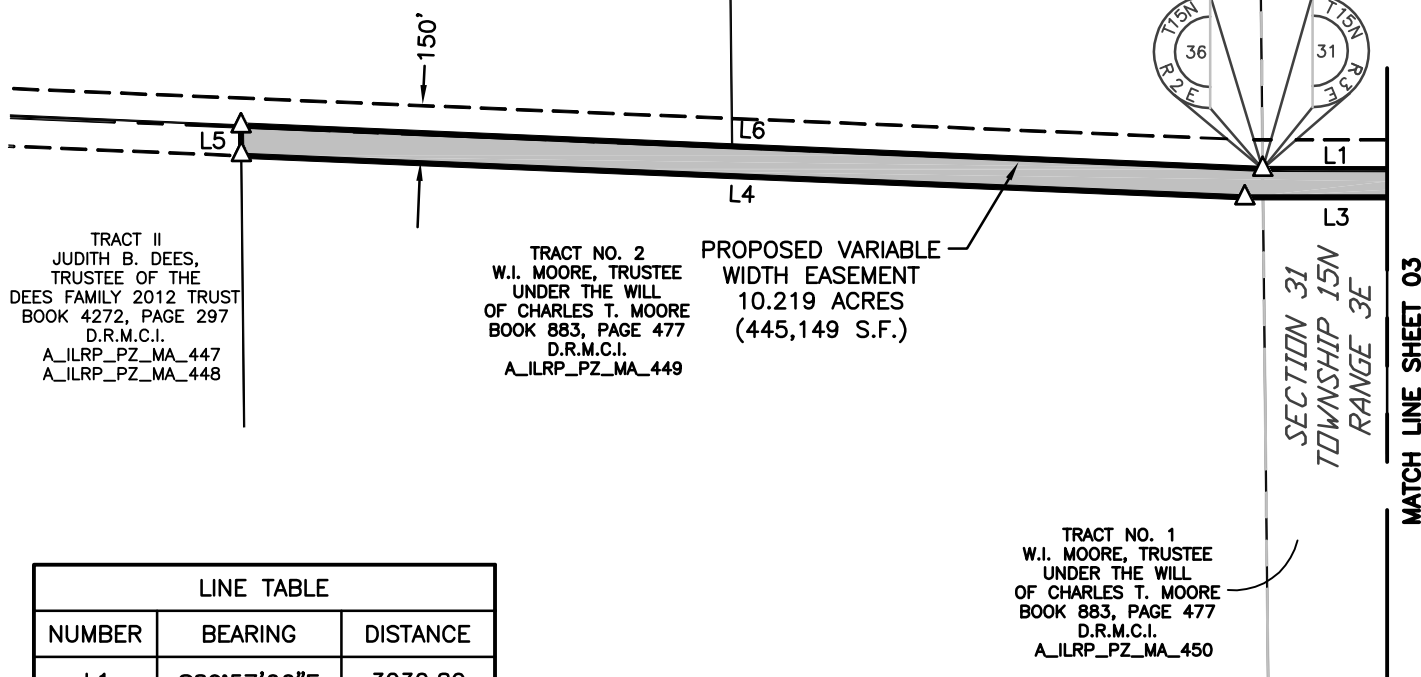 150'
T15N
36
R 2 E
T15N
31
R 3 E
L5
L6
L1
L4
L3
TRACT II
JUDITH B. DEES,
TRUSTEE OF THE
DEES FAMILY 2012 TRUST
BOOK 4272, PAGE 297
D.R.M.C.I.
A_ILRP_PZ_MA_447
A_ILRP_PZ_MA_448
TRACT NO. 2
W.I. MOORE, TRUSTEE
UNDER THE WILL
OF CHARLES T. MOORE
BOOK 883, PAGE 477
D.R.M.C.I.
A_ILRP_PZ_MA_449
PROPOSED VARIABLE
WIDTH EASEMENT
10.219 ACRES
(445,149 S.F.)
SECTION 31
TOWNSHIP 15N
RANGE 3E
MATCH LINE SHEET 03
TRACT NO. 1
W.I. MOORE, TRUSTEE
UNDER THE WILL
OF CHARLES T. MOORE
BOOK 883, PAGE 477
D.R.M.C.I.
A_ILRP_PZ_MA_450
LINE TABLE
NUMBER BEARING DISTANCE
L1